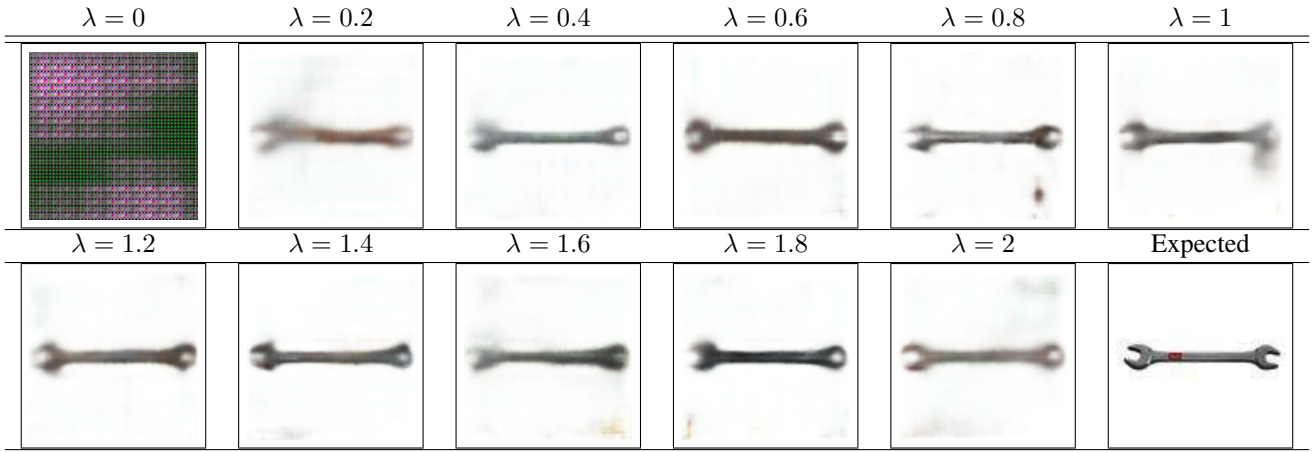 λ = 0 λ = 0.2 λ = 0.4 λ = 0.6 λ = 0.8 λ = 1
λ = 1.2 λ = 1.4 λ = 1.6 λ = 1.8 λ = 2 Expected